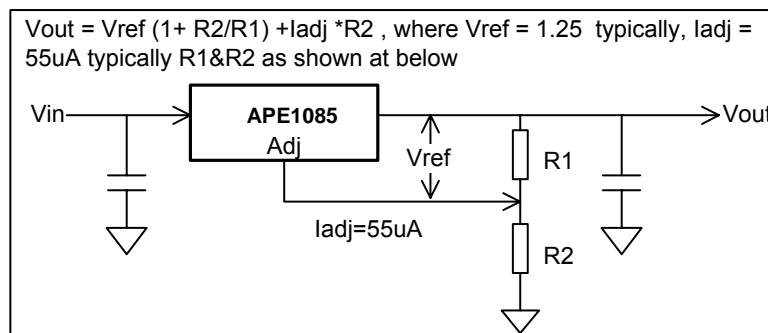 Vout = Vref (1+ R2/R1) +Iadj *R2 , where Vref = 1.25 typically, Iadj =
55uA typically R1&R2 as shown at below
Vin
APE1085
Adj
Vref
R1
Vout
Iadj=55uA
R2